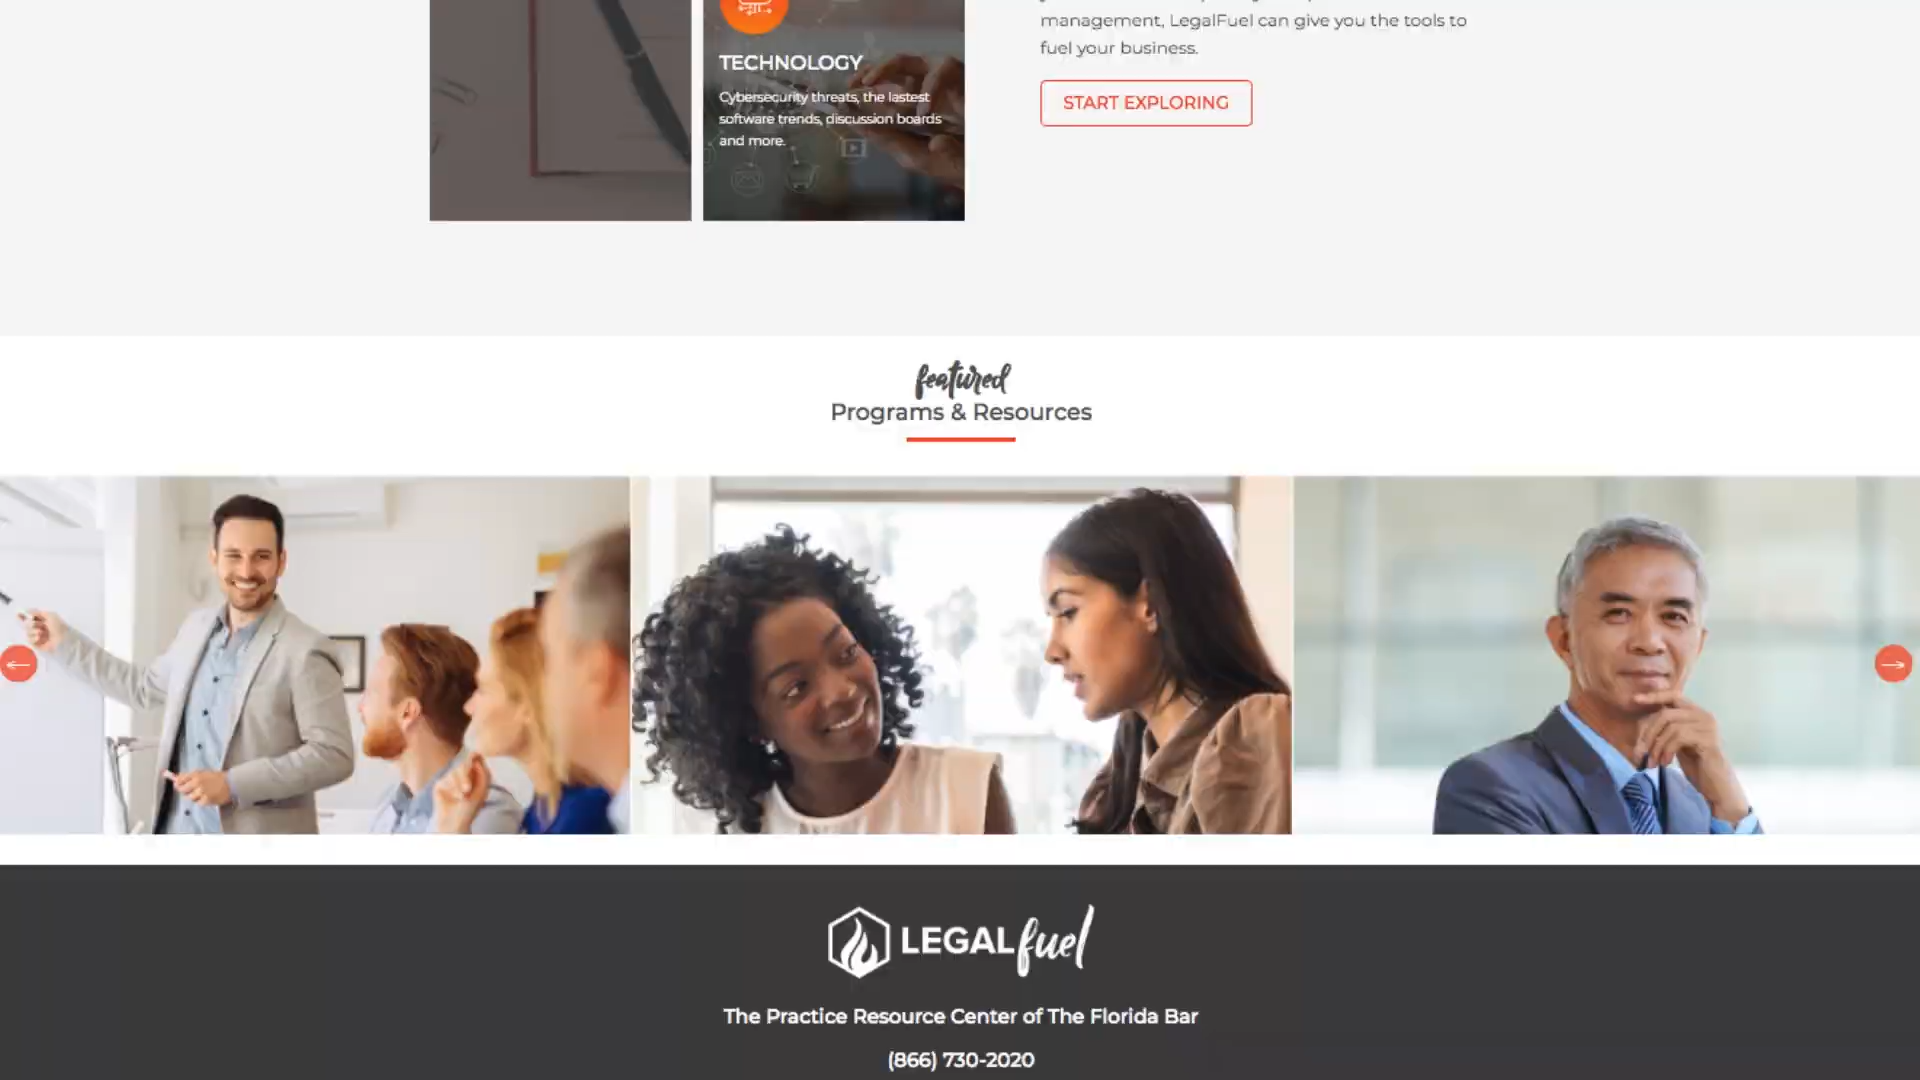 management, LegalFuel can give you the tools to
fuel your business.
START EXPLORING
TECHNOLOGY
Cybersecurity threats, the lastest
software trends, discussion boards
and more.
featured
Programs & Resources
LEGALfuel
The Practice Resource Center of The Florida Bar
(866) 730-2020